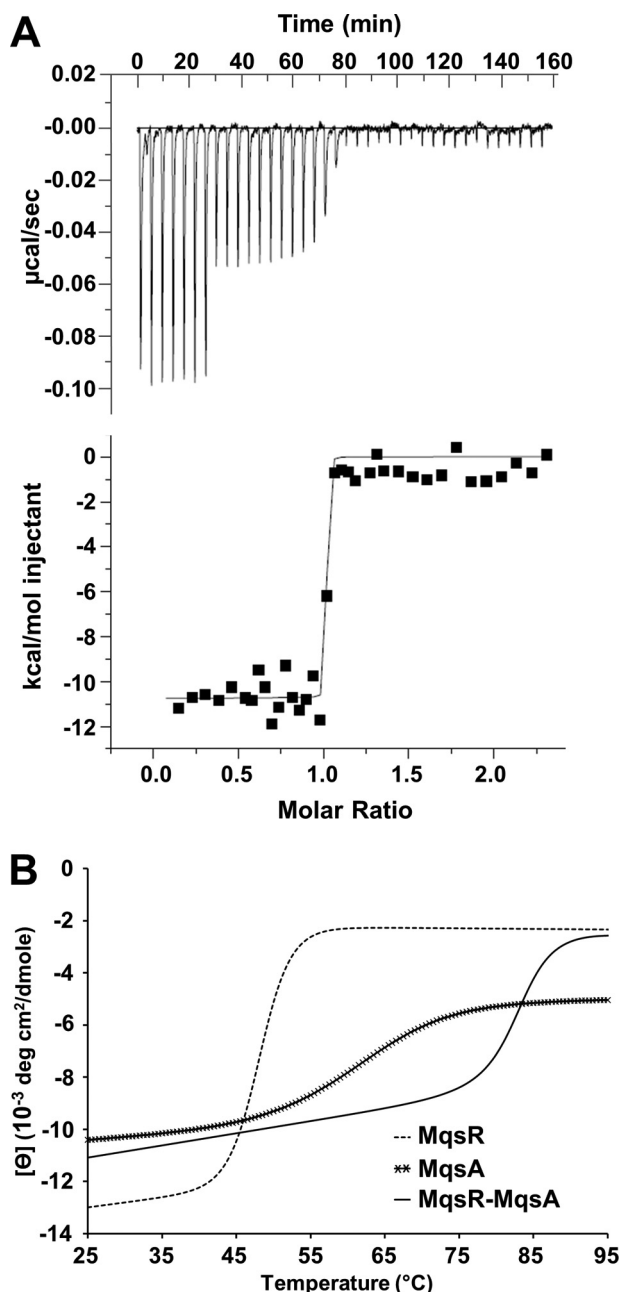 A
Time (min)
0 20 40 60 80 100 120 140 160
0.02
-0.00
-0.02
-0.04
-0.06
-0.08
-0.10
µcal/sec
0
-2
-4
-6
-8
-10
-12
kcal/mol injectant
0.0 0.5 1.0 1.5 2.0
Molar Ratio
B
0
-2
-4
-6
-8
-10
-12
-14
[Θ] (10⁻³ deg cm²/dmole)
MqsR
MqsA
MqsR-MqsA
25 35 45 55 65 75 85 95
Temperature (°C)